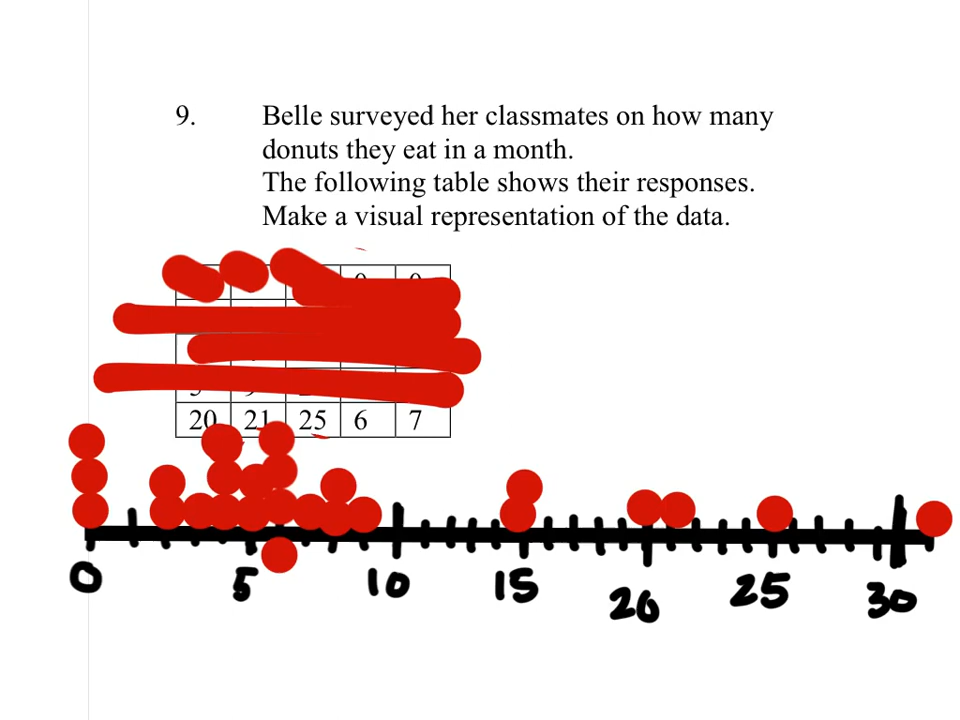 9. Belle surveyed her classmates on how many
donuts they eat in a month.
The following table shows their responses.
Make a visual representation of the data.
20 21 25 6 7
0 5 10 15 20 25 30